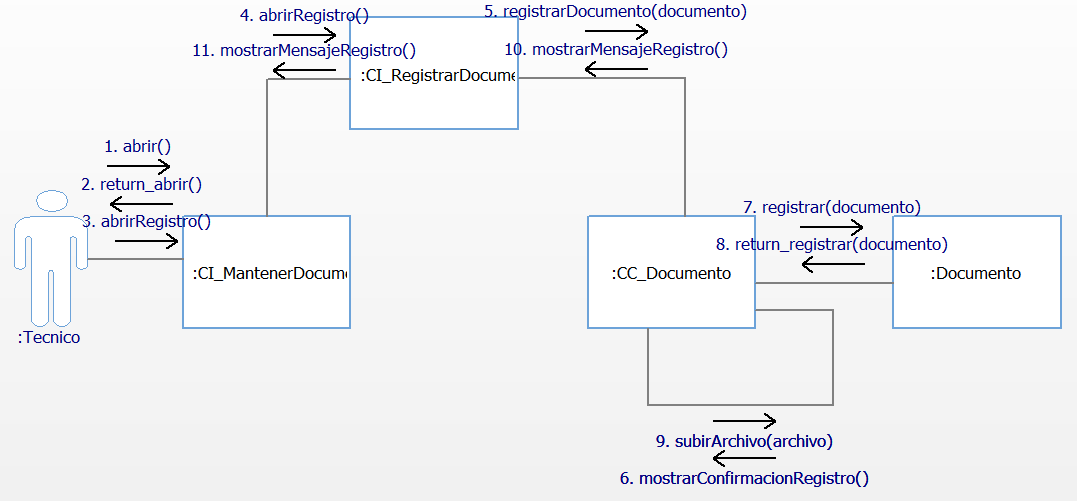 4. abrirRegistro()
5. registrarDocumento(documento)
11. mostrarMensajeRegistro()
10. mostrarMensajeRegistro()
:CI_RegistrarDocume
1. abrir()
2. return_abrir()
3. abrirRegistro()
7. registrar(documento)
8. return_registrar(documento)
:CI_MantenerDocume
:CC_Documento
:Documento
:Tecnico
9. subirArchivo(archivo)
6. mostrarConfirmacionRegistro()